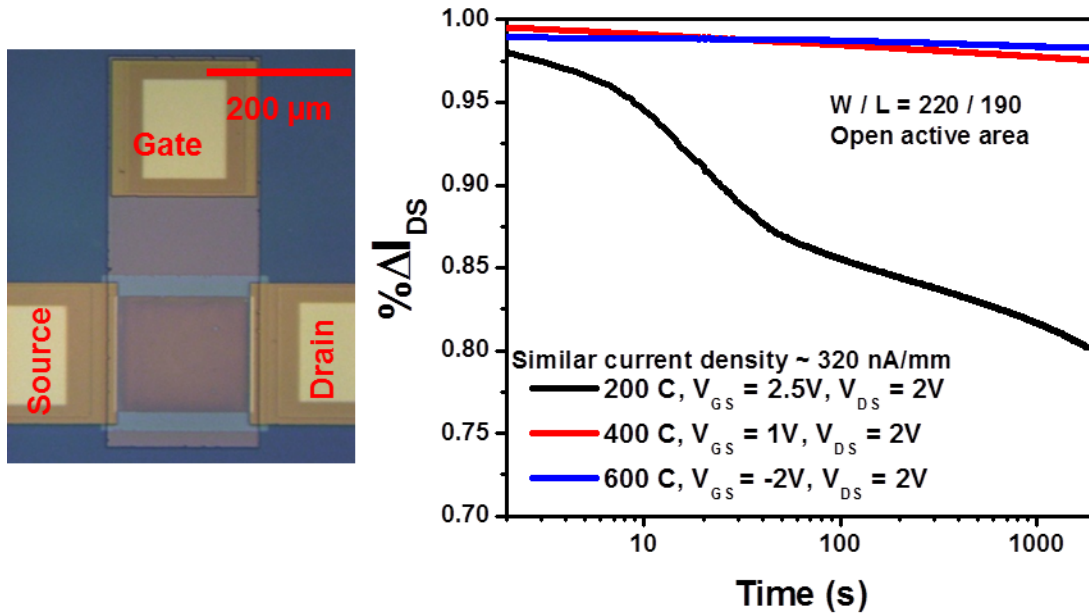 200 µm
Gate
Source
Drain
%ΔI_DS
1.00
0.95
0.90
0.85
0.80
0.75
0.70
W / L = 220 / 190
Open active area
Similar current density ~ 320 nA/mm
200 C, V_GS = 2.5V, V_DS = 2V
400 C, V_GS = 1V, V_DS = 2V
600 C, V_GS = -2V, V_DS = 2V
10
100
1000
Time (s)